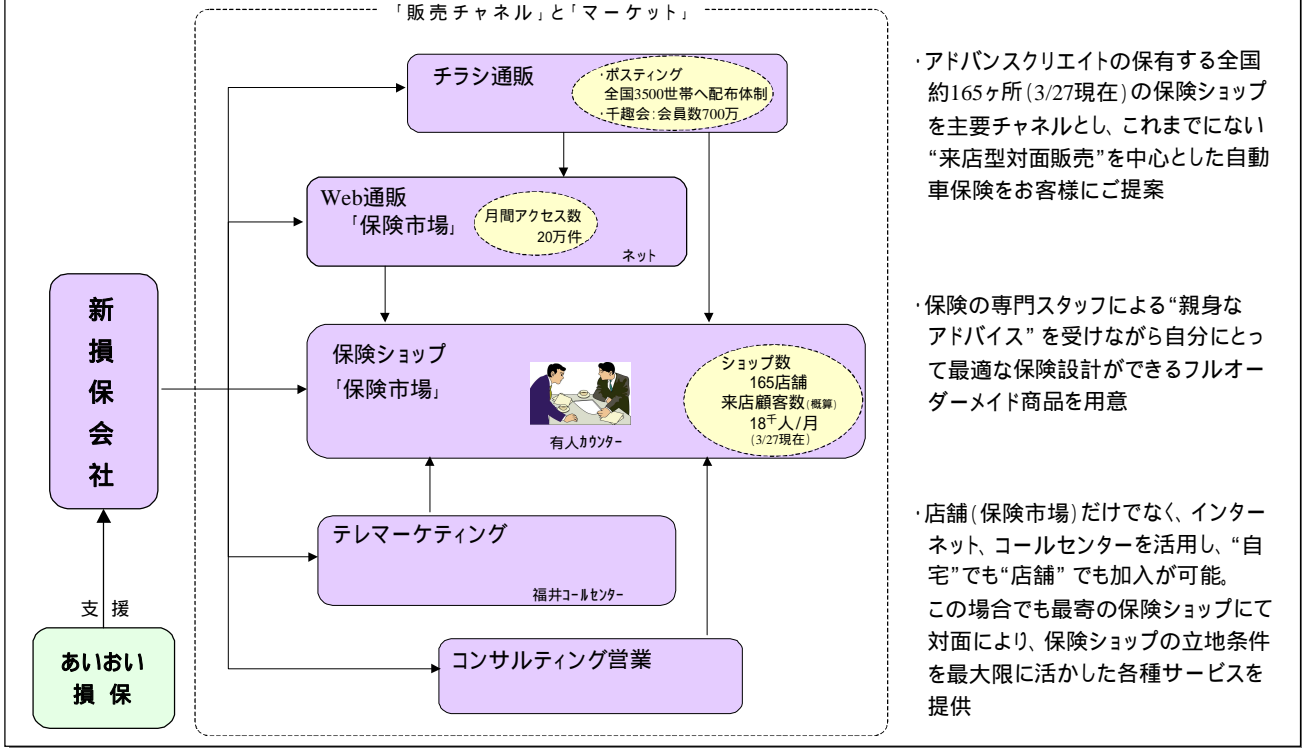 「販売チャネル」と「マーケット」
チラシ通販
･ポスティング
全国3500世帯へ配布体制
･千趣会:会員数700万
Web通販
「保険市場」
月間アクセス数
20万件
ネット
新
損
保
会
社
保険ショップ
「保険市場」
有人カウンター
ショップ数
165店舗
来店顧客数(概算)
18千人/月
(3/27現在)
テレマーケティング
福井コールセンター
コンサルティング営業
支 援
あいおい
損 保
･アドバンスクリエイトの保有する全国
約165ヶ所(3/27現在)の保険ショップ
を主要チャネルとし、これまでにない
“来店型対面販売”を中心とした自動
車保険をお客様にご提案
･保険の専門スタッフによる“親身な
アドバイス” を受けながら自分にとっ
て最適な保険設計ができるフルオー
ダーメイド商品を用意
･店舗(保険市場)だけでなく、インター
ネット、コールセンターを活用し、“自
宅”でも“店舗” でも加入が可能。
この場合でも最寄の保険ショップにて
対面により、保険ショップの立地条件
を最大限に活かした各種サービスを
提供